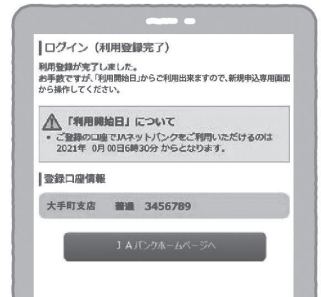 ログイン（利用登録完了）
利用登録が完了しました。
お手数ですが、「利用開始日」からご利用出来ますので、新規申込専用画面
から操作してください。
「利用開始日」について
• ご登録の口座でJAネットバンクをご利用いただけるのは
2021年 0月00日6時30分 からとなります。
登録口座情報
大手町支店 普通 3456789
JAバンクホームページへ